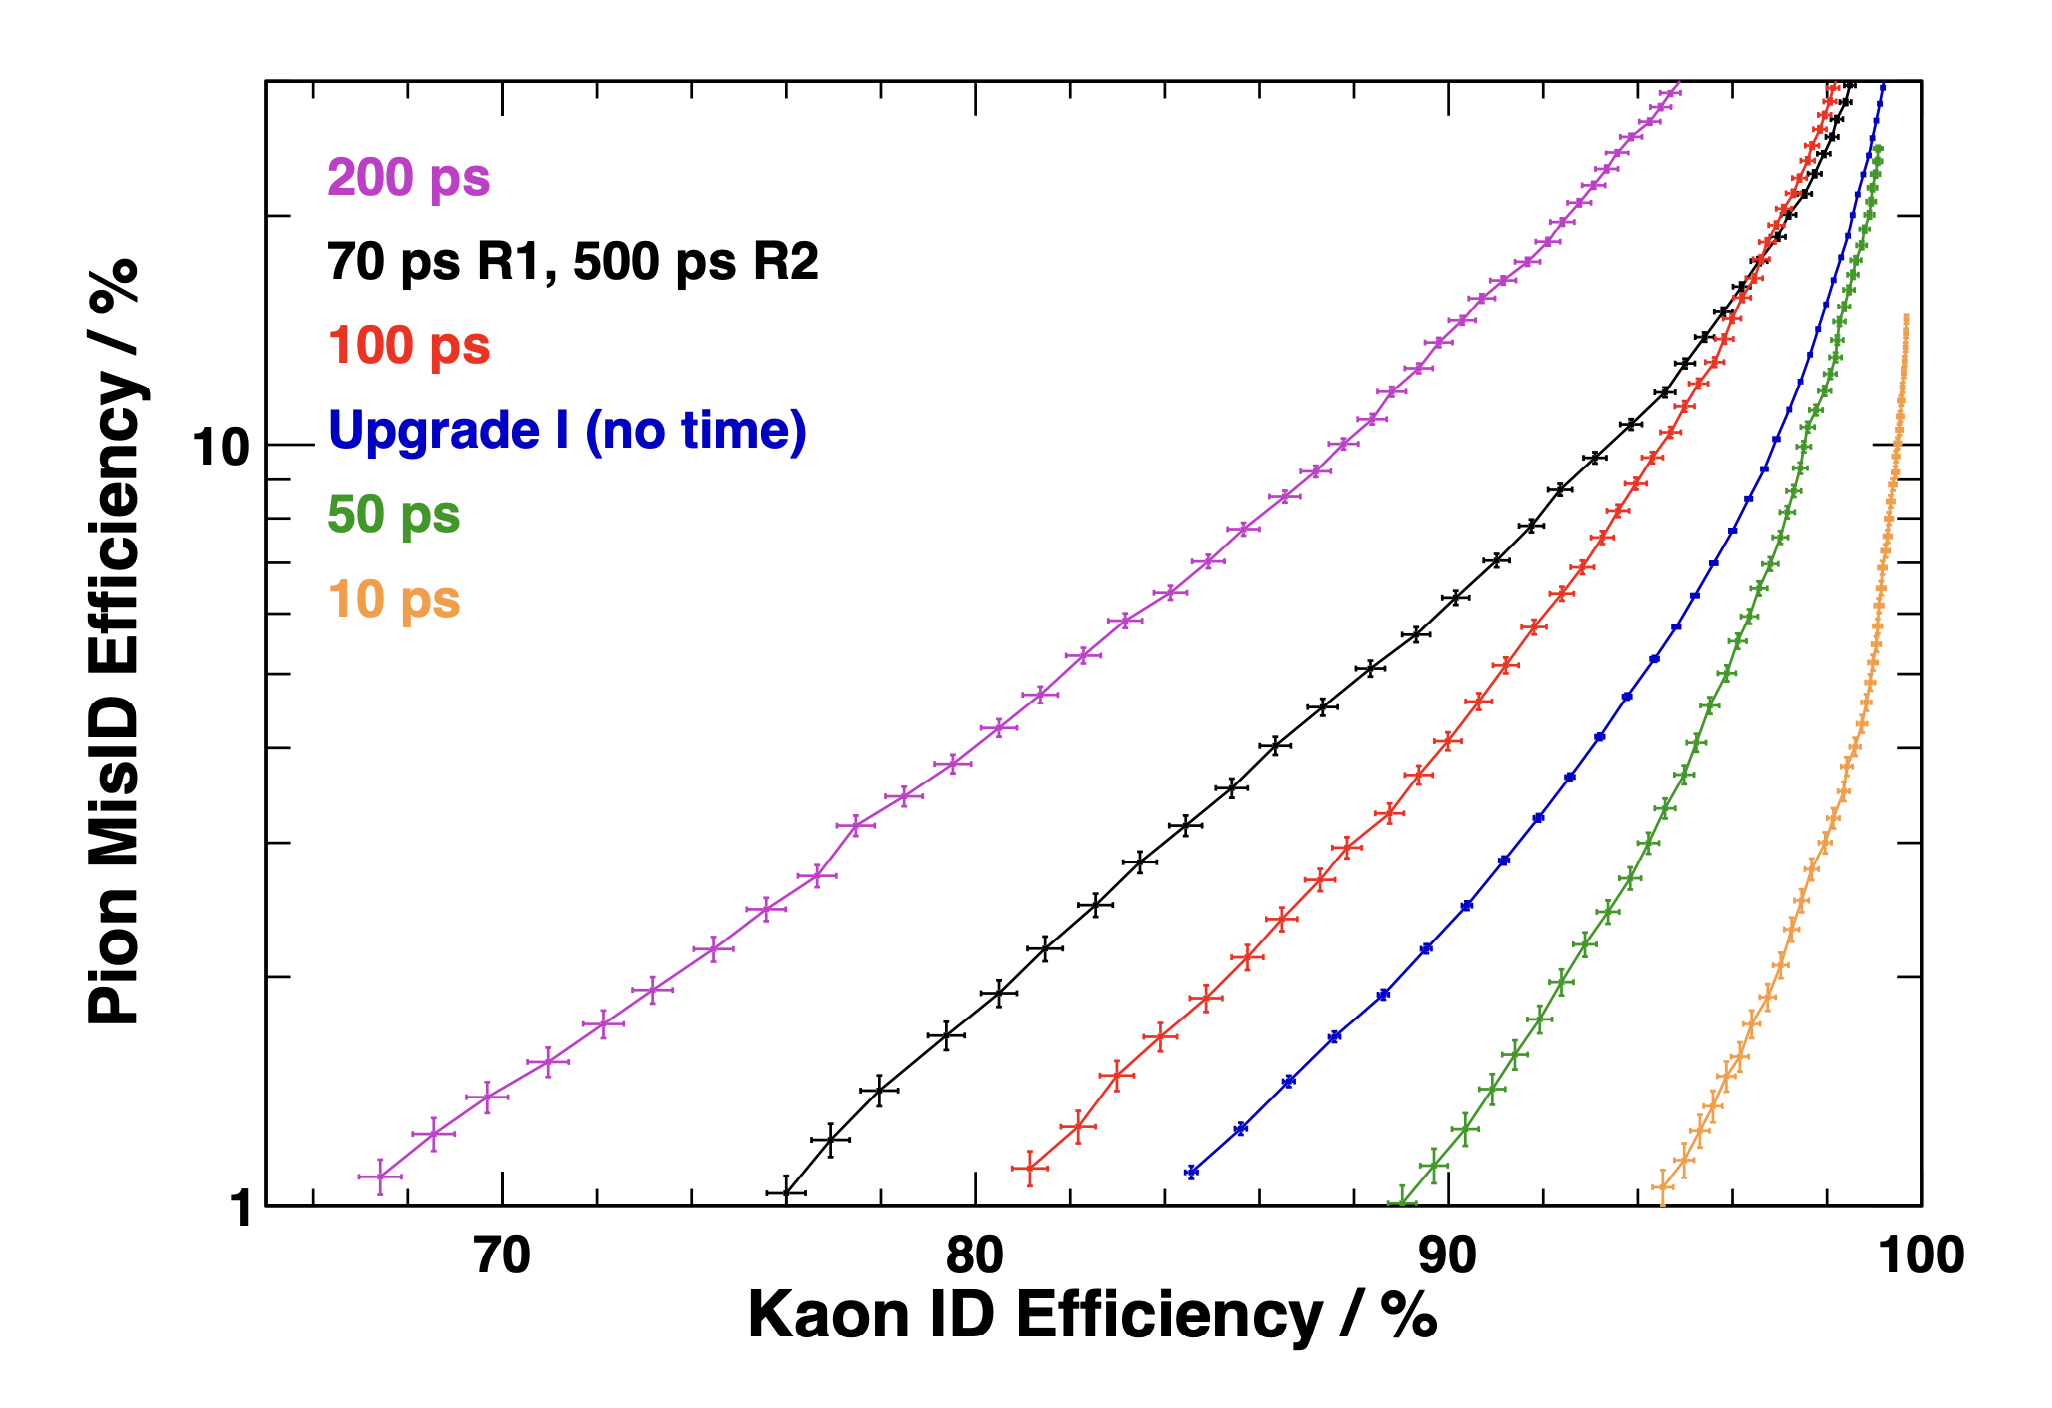 200 ps
70 ps R1, 500 ps R2
100 ps
Upgrade I (no time)
50 ps
10 ps
Pion MisID Efficiency / %
10
1
70 80 90 100
Kaon ID Efficiency / %